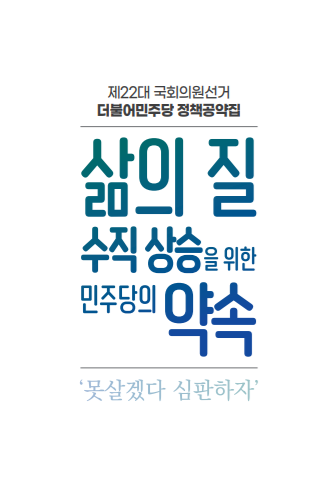 제22대 국회의원선거
더불어민주당 정책공약집
삶의 질
수직 상승을 위한
민주당의 약속
‘못살겠다 심판하자’